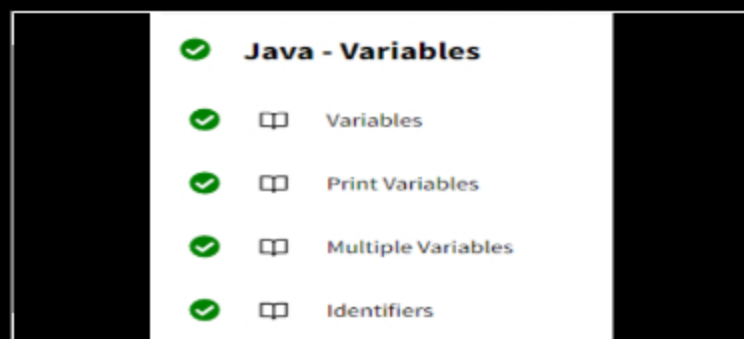 Java - Variables
Variables
Print Variables
Multiple Variables
Identifiers